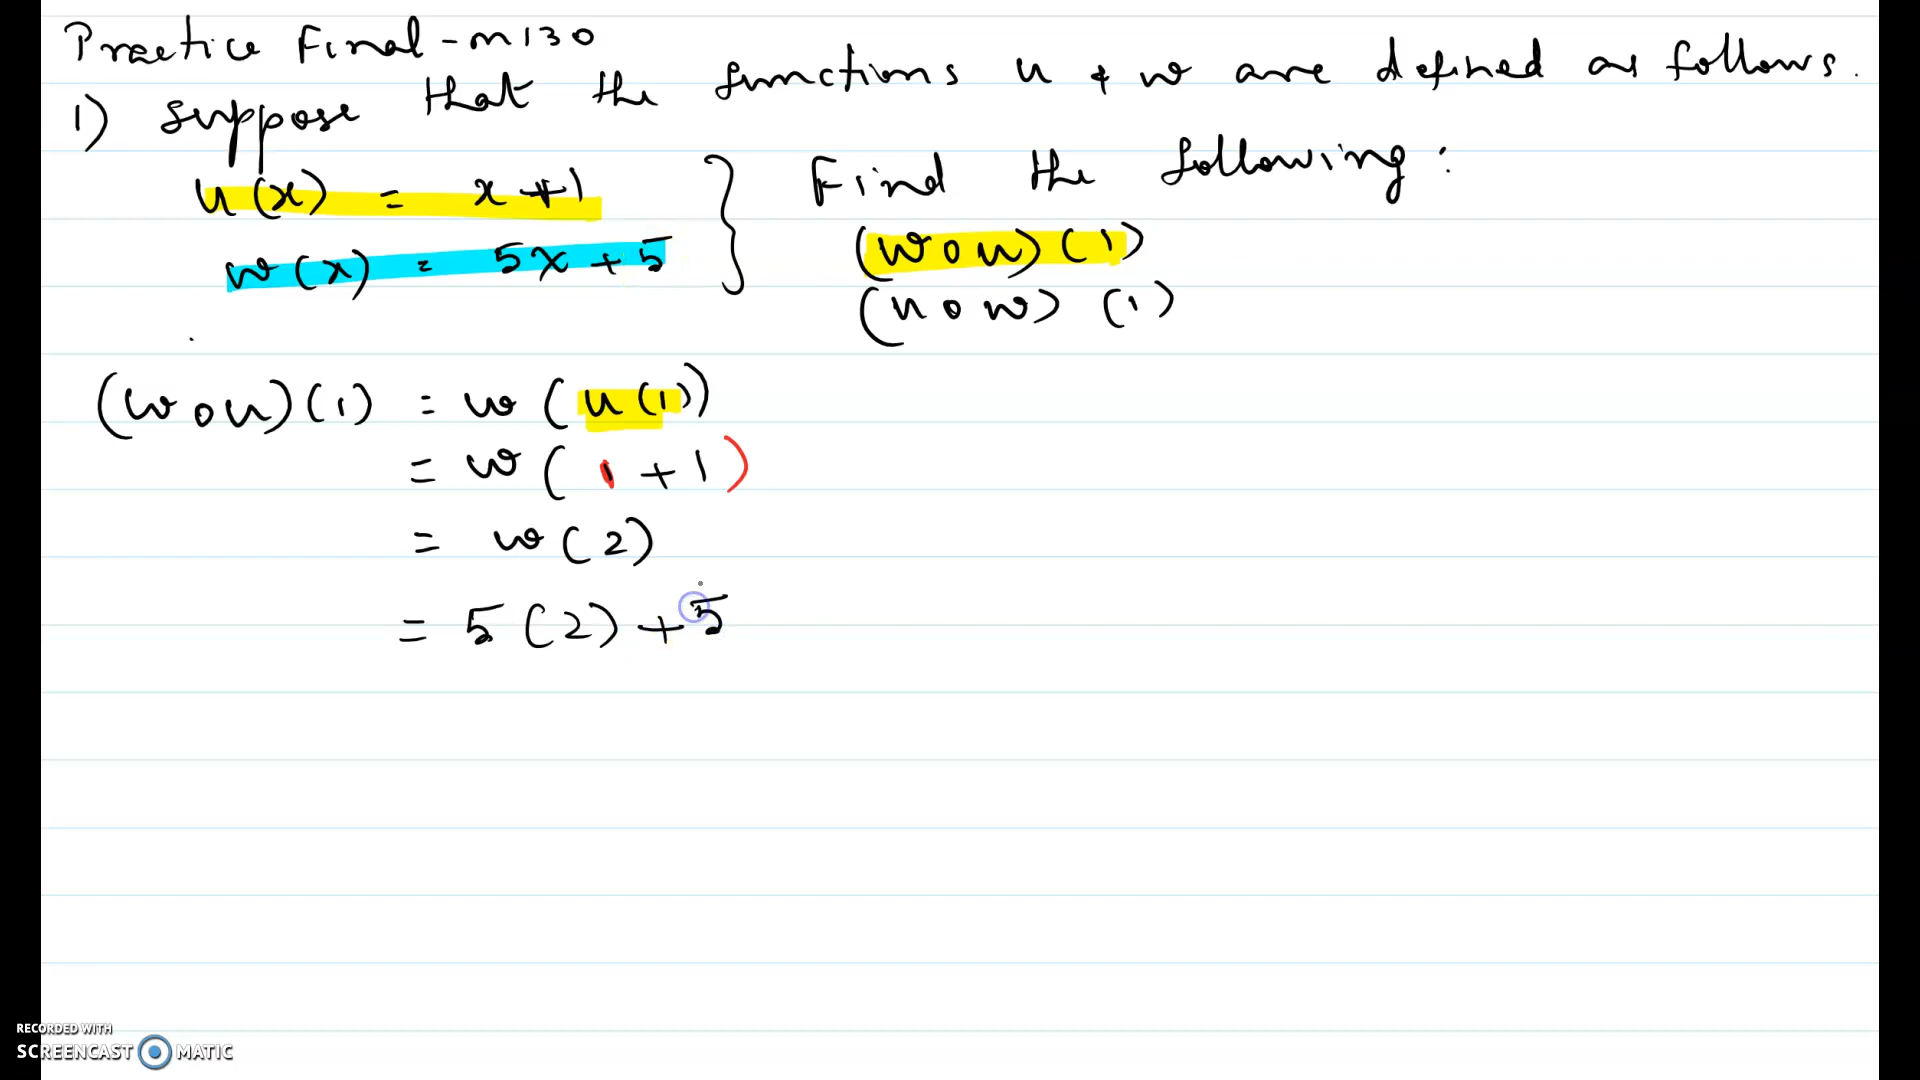 Practice Final - M130
1) Suppose that the functions u & w are defined as follows.
u(x) = x+1
w(x) = 5x+5
} Find the following:
(w o u)(1)
(u o w) (1)
(w o u)(1) = w (u(1))
= w ( 1 + 1)
= w (2)
= 5 (2) + 5
RECORDED WITH
SCREENCAST MATIC